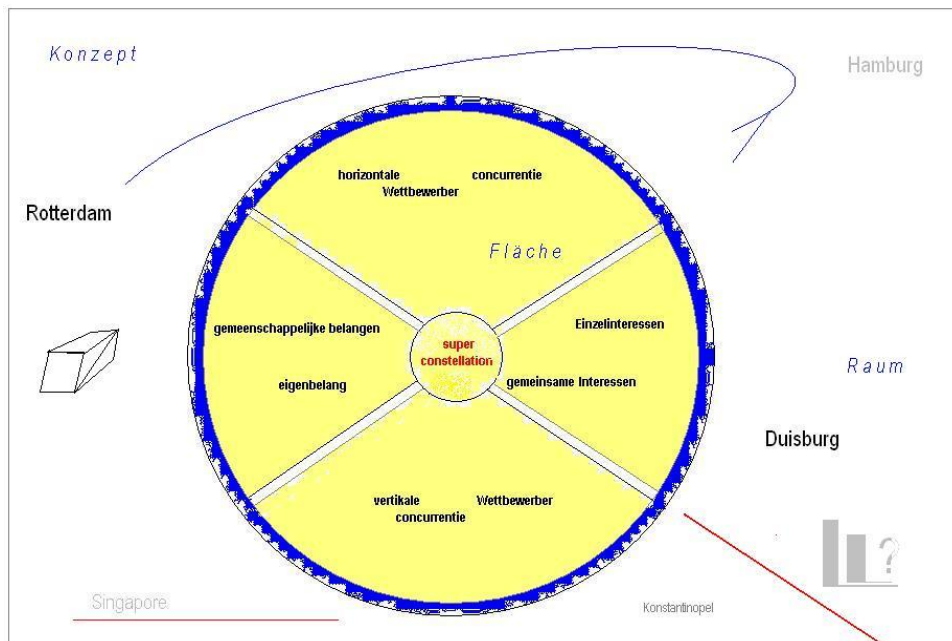 Konzept
Hamburg
horizontale concurrentie
Wettbewerber
Rotterdam
Fläche
gemeenschappelijke belangen
Einzelinteressen
super
constellation
eigenbelang
gemeinsame Interessen
Raum
Duisburg
vertikale Wettbewerber
concurrentie
?
Singapore
Konstantinopel